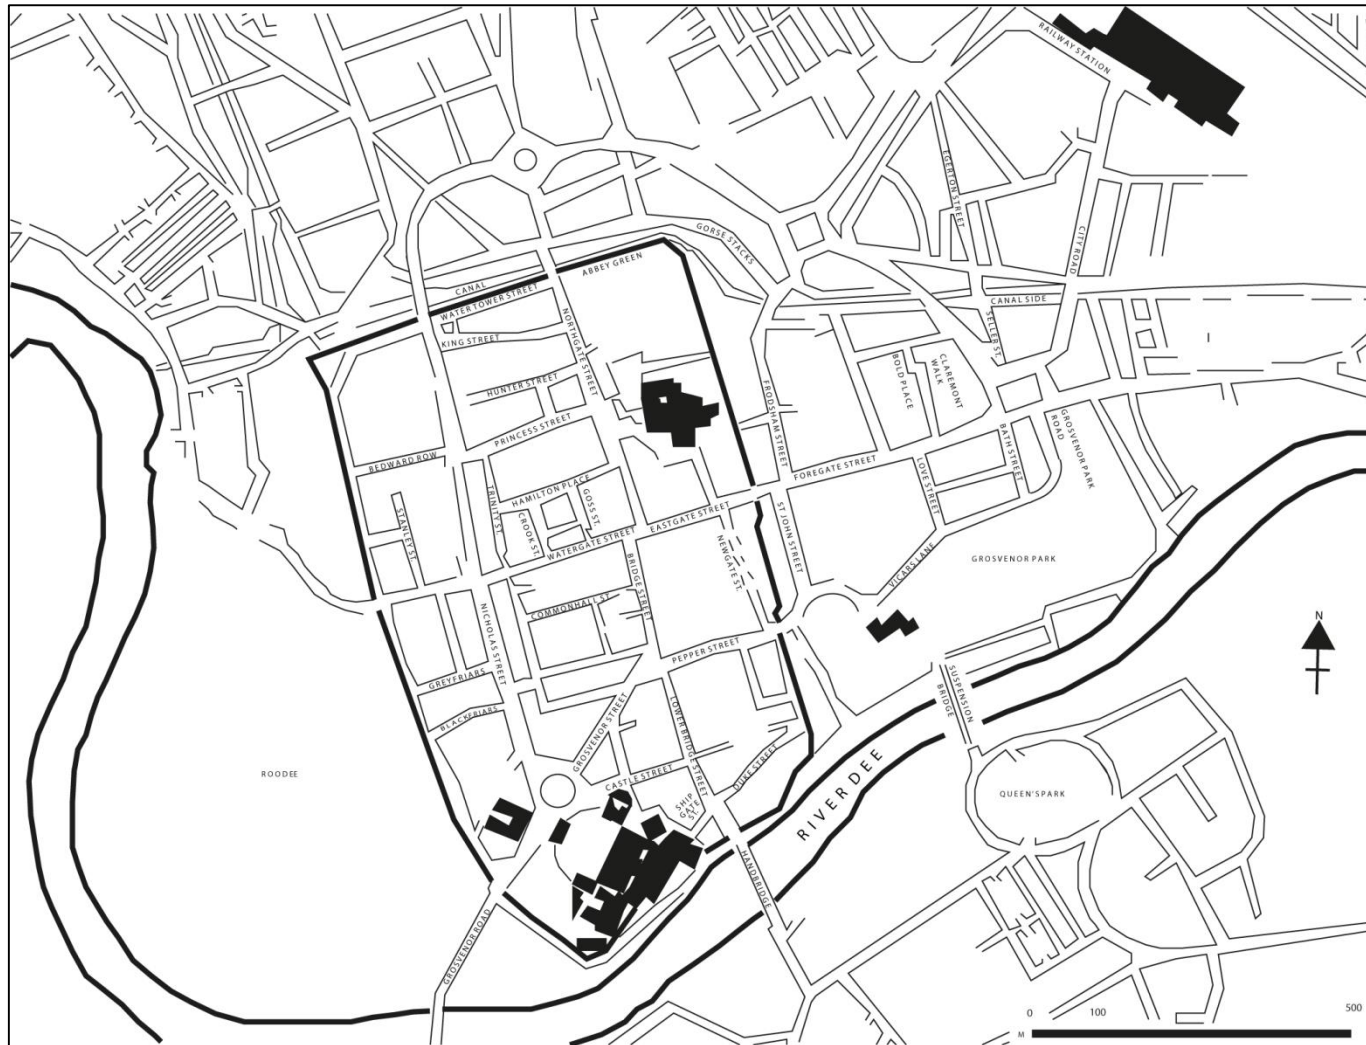 RAILWAY STATION
EGERTON STREET
CITY ROAD
GORSE STACKS
ABBEY GREEN
CANAL
WATER TOWER STREET
CANAL SIDE
SELLER ST.
KING STREET
NORTHGATE STREET
HUNTER STREET
PRINCESS STREET
BEDWARD ROW
FRODSHAM STREET
BOLD PLACE
CLAREMONT
WALK
BATH STREET
GROSVENOR PARK
ROAD
FOREGATE STREET
LOVE STREET
TRINITY ST.
HAMILTON PLACE
GOSS ST.
CROOK ST.
STANLEY ST.
WATERGATE STREET
EASTGATE STREET
ST JOHN STREET
NEWGATE ST.
BRIDGE STREET
VICARS LANE
GROSVENOR PARK
COMMONHALL ST
NICHOLAS STREET
PEPPER STREET
GREYFRIARS
BLACKFRIARS
GROSVENOR STREET
LOWER BRIDGE STREET
SUSPENSION
BRIDGE
N
ROODEE
CASTLE STREET
DUKE STREET
SHIP
GATE
ST.
RIVER DEE
QUEEN'S PARK
HANDBRIDGE
GROSVENOR ROAD
0 100 500
M